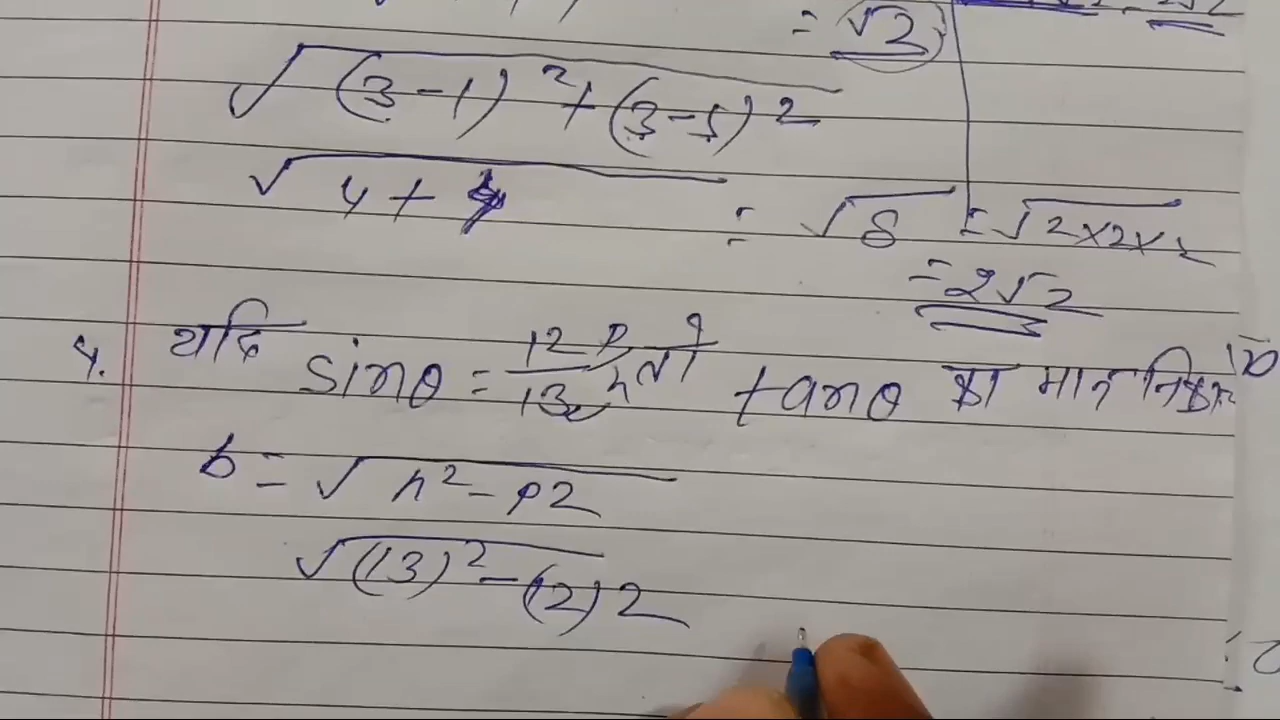 = √2
√(3-1)² + (3-1)²
√4 + 4 = √8 = √2×2×2
= 2√2
4. यदि sinθ = 12/13 p/h तो tanθ का मान
b = √h² - p2
√(13)² - (12)2